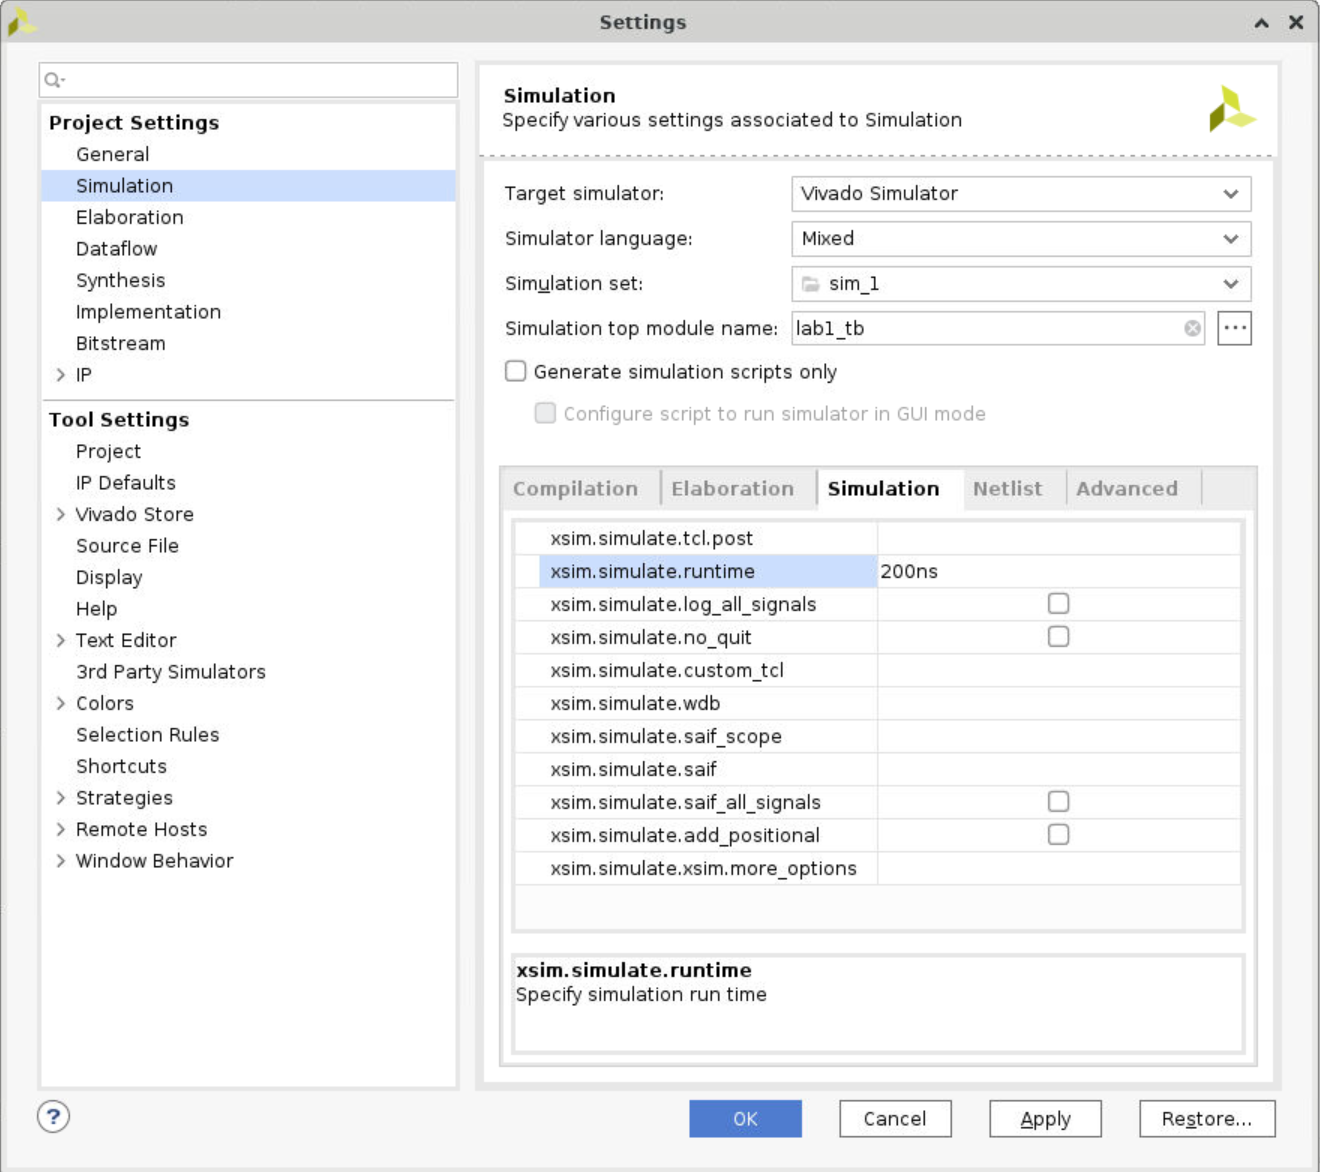 Settings
Project Settings
General
Simulation
Elaboration
Dataflow
Synthesis
Implementation
Bitstream
IP
Tool Settings
Project
IP Defaults
Vivado Store
Source File
Display
Help
Text Editor
3rd Party Simulators
Colors
Selection Rules
Shortcuts
Strategies
Remote Hosts
Window Behavior
Simulation
Specify various settings associated to Simulation
Target simulator: Vivado Simulator
Simulator language: Mixed
Simulation set: sim_1
Simulation top module name: lab1_tb
Generate simulation scripts only
Configure script to run simulator in GUI mode
Compilation Elaboration Simulation Netlist Advanced
xsim.simulate.tcl.post
xsim.simulate.runtime 200ns
xsim.simulate.log_all_signals
xsim.simulate.no_quit
xsim.simulate.custom_tcl
xsim.simulate.wdb
xsim.simulate.saif_scope
xsim.simulate.saif
xsim.simulate.saif_all_signals
xsim.simulate.add_positional
xsim.simulate.xsim.more_options
xsim.simulate.runtime
Specify simulation run time
? OK Cancel Apply Restore...